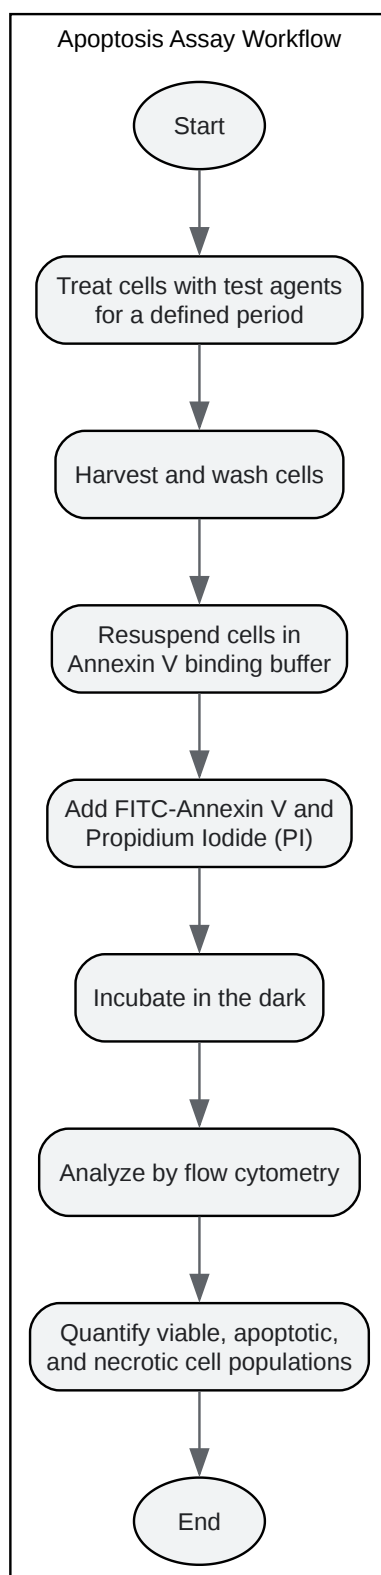 Apoptosis Assay Workflow
Start
Treat cells with test agents
for a defined period
Harvest and wash cells
Resuspend cells in
Annexin V binding buffer
Add FITC-Annexin V and
Propidium Iodide (PI)
Incubate in the dark
Analyze by flow cytometry
Quantify viable, apoptotic,
and necrotic cell populations
End